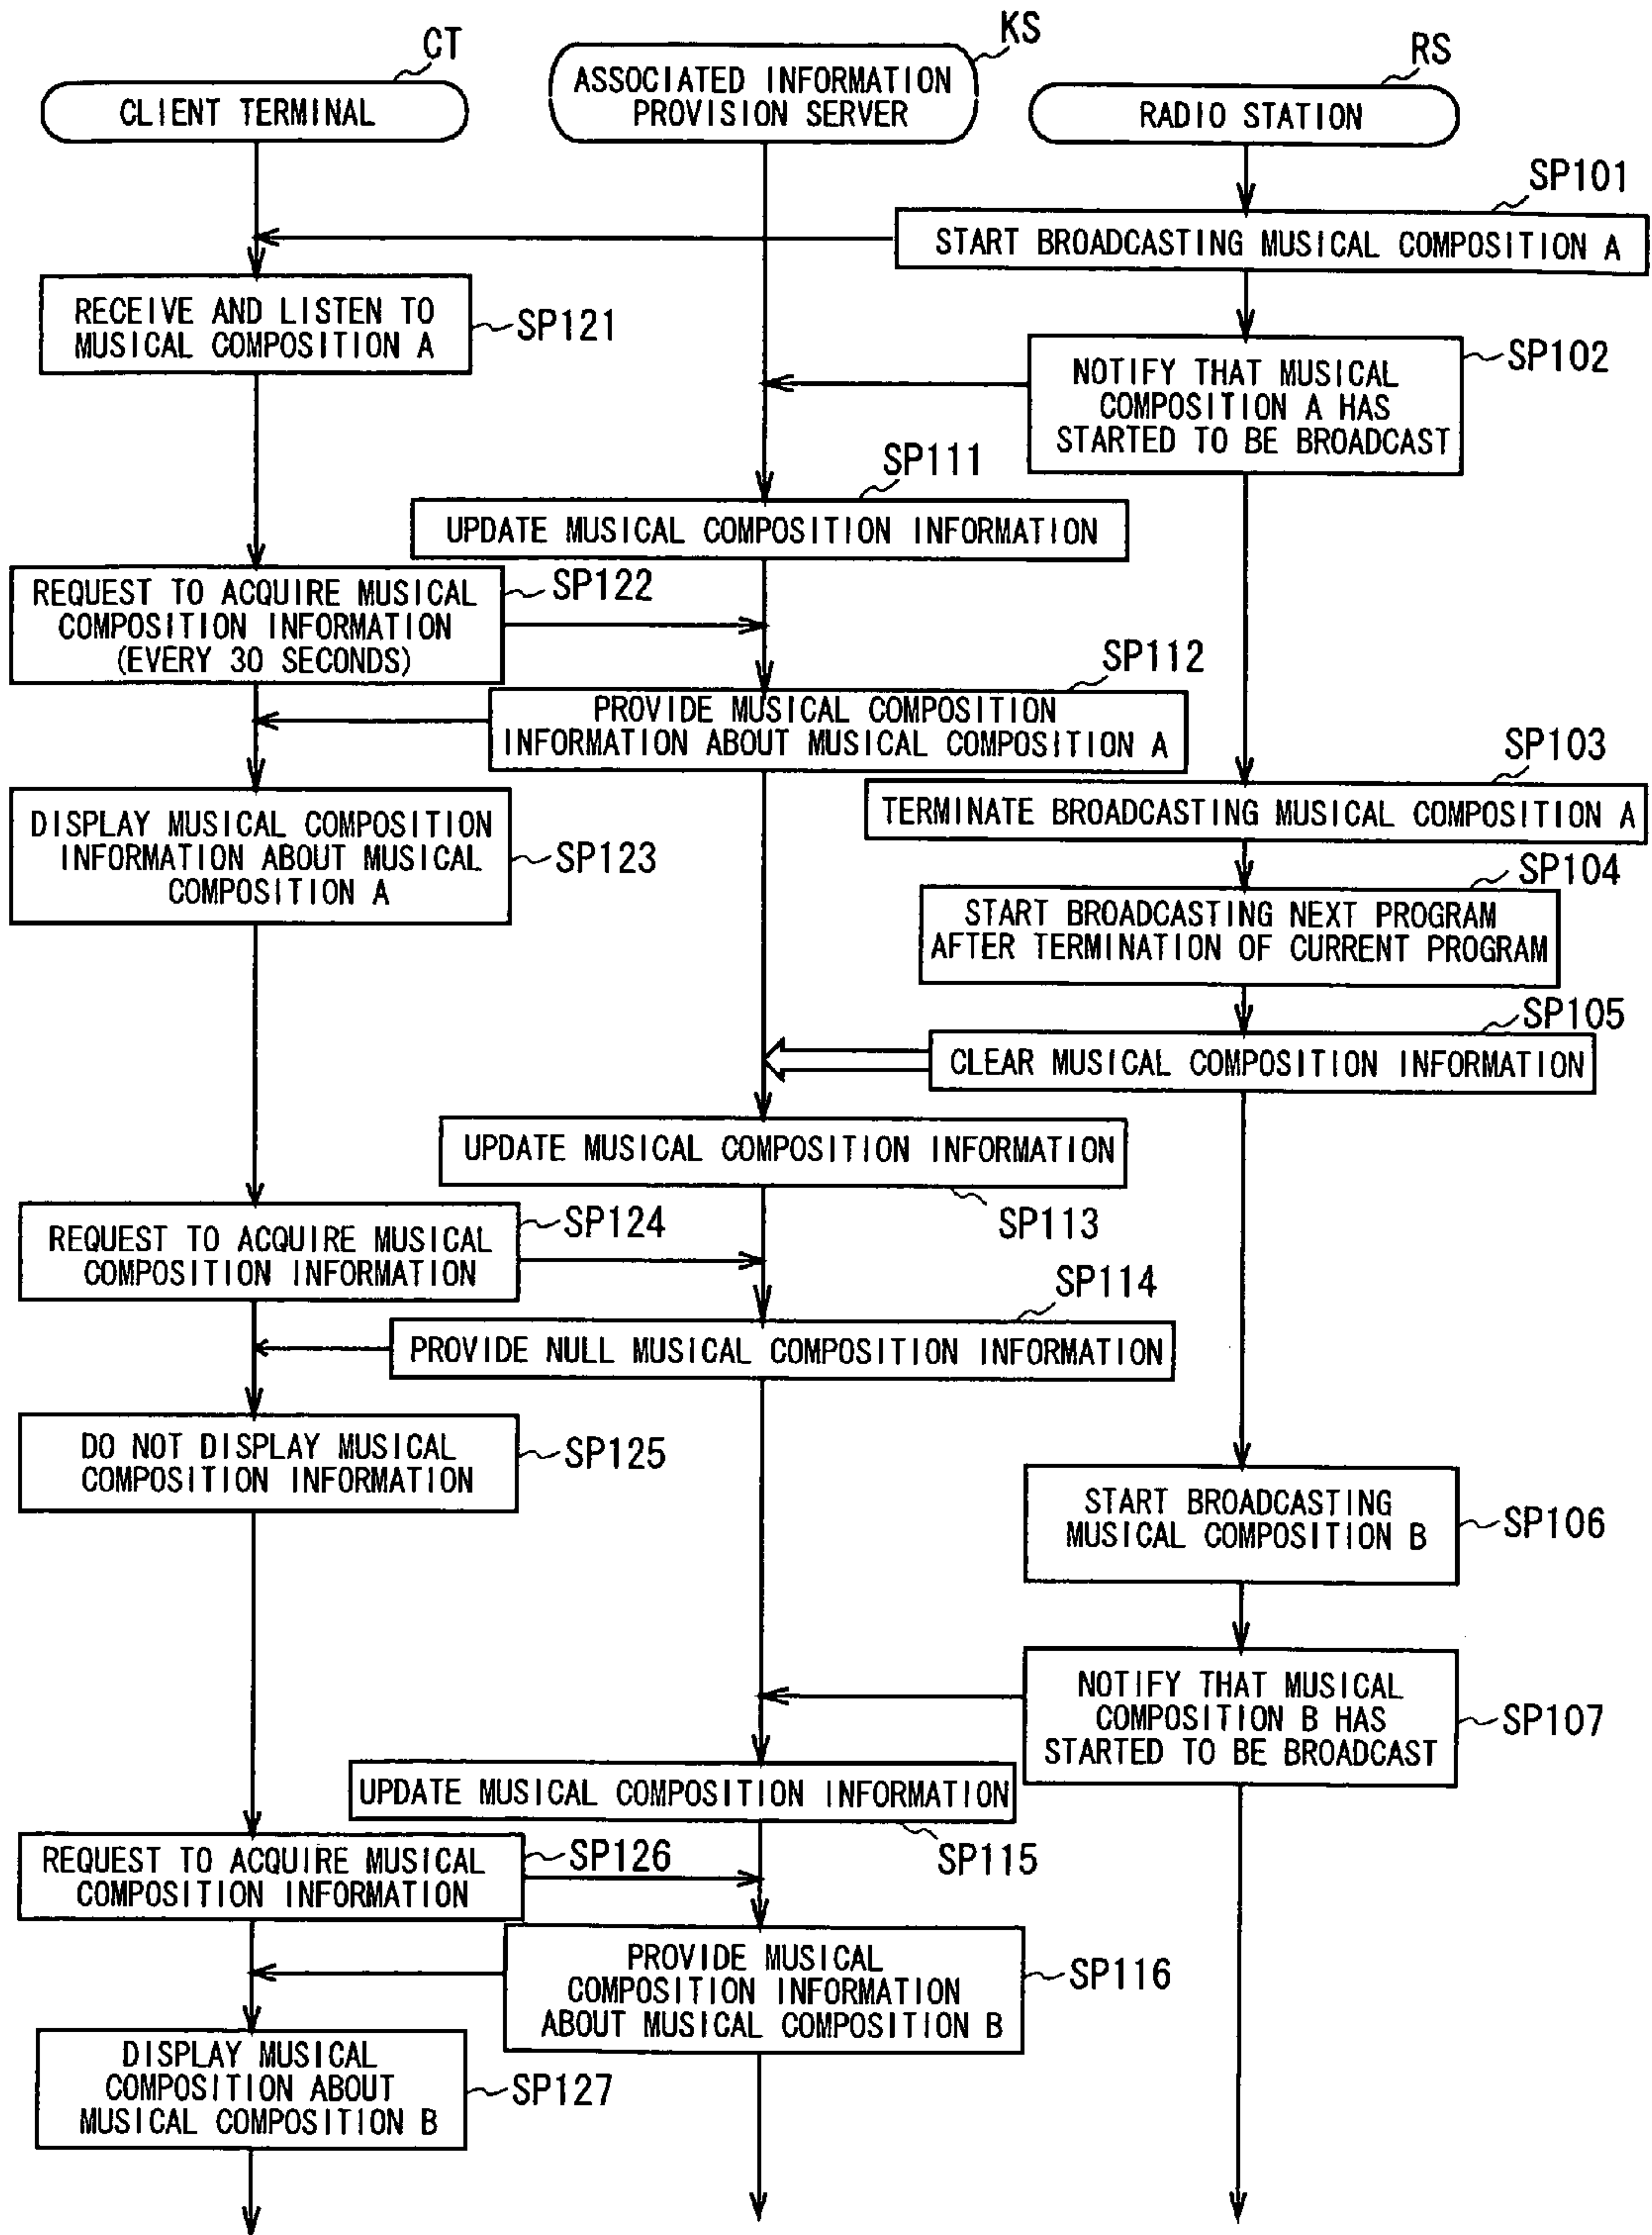 CT
KS
RS
CLIENT TERMINAL
ASSOCIATED INFORMATION
PROVISION SERVER
RADIO STATION
SP101
START BROADCASTING MUSICAL COMPOSITION A
RECEIVE AND LISTEN TO
MUSICAL COMPOSITION A
SP121
SP102
NOTIFY THAT MUSICAL
COMPOSITION A HAS
STARTED TO BE BROADCAST
SP111
UPDATE MUSICAL COMPOSITION INFORMATION
REQUEST TO ACQUIRE MUSICAL
COMPOSITION INFORMATION
(EVERY 30 SECONDS)
SP122
SP112
PROVIDE MUSICAL COMPOSITION
INFORMATION ABOUT MUSICAL COMPOSITION A
SP103
TERMINATE BROADCASTING MUSICAL COMPOSITION A
DISPLAY MUSICAL COMPOSITION
INFORMATION ABOUT MUSICAL
COMPOSITION A
SP123
SP104
START BROADCASTING NEXT PROGRAM
AFTER TERMINATION OF CURRENT PROGRAM
SP105
CLEAR MUSICAL COMPOSITION INFORMATION
UPDATE MUSICAL COMPOSITION INFORMATION
SP113
REQUEST TO ACQUIRE MUSICAL
COMPOSITION INFORMATION
SP124
SP114
PROVIDE NULL MUSICAL COMPOSITION INFORMATION
DO NOT DISPLAY MUSICAL
COMPOSITION INFORMATION
SP125
START BROADCASTING
MUSICAL COMPOSITION B
SP106
NOTIFY THAT MUSICAL
COMPOSITION B HAS
STARTED TO BE BROADCAST
SP107
UPDATE MUSICAL COMPOSITION INFORMATION
SP115
REQUEST TO ACQUIRE MUSICAL
COMPOSITION INFORMATION
SP126
PROVIDE MUSICAL
COMPOSITION INFORMATION
ABOUT MUSICAL COMPOSITION B
SP116
DISPLAY MUSICAL
COMPOSITION ABOUT
MUSICAL COMPOSITION B
SP127